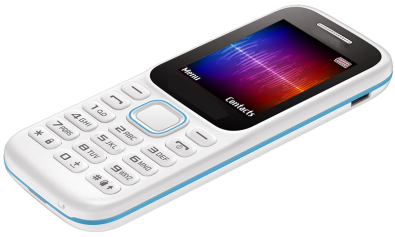 Menu
Contacts
1
2 ABC
3 DEF
4 GHI
5 JKL
6 MNO
7 PQRS
8 TUV
9 WXYZ
*
0 +
#